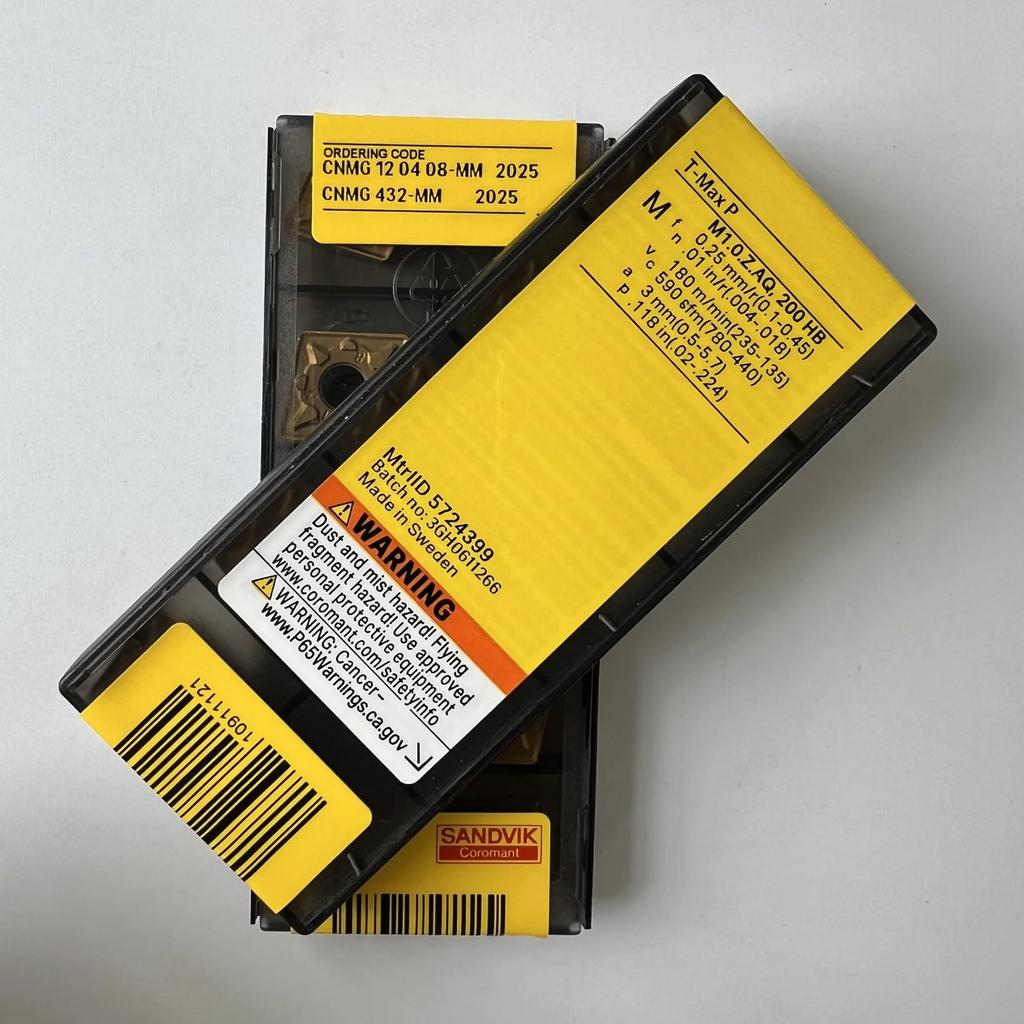 ORDERING CODE
CNMG 12 04 08-MM 2025
CNMG 432-MM 2025
T-Max P
M1.0.Z.AQ, 200 HB
M fn 0.25 mm/r(0.1-0.45)
.01 in/r(.004-.018)
vc 180 m/min(235-135)
590 sfm(780-440)
ap 3 mm(0.5-5.7)
.118 in(.02-.224)
MtrlID 5724399
Batch no: 3GH0611266
Made in Sweden
WARNING
Dust and mist hazard! Flying
fragment hazard! Use approved
personal protective equipment
www.coromant.com/safetyinfo
WARNING: Cancer-
www.P65Warnings.ca.gov
10911121
SANDVIK
Coromant